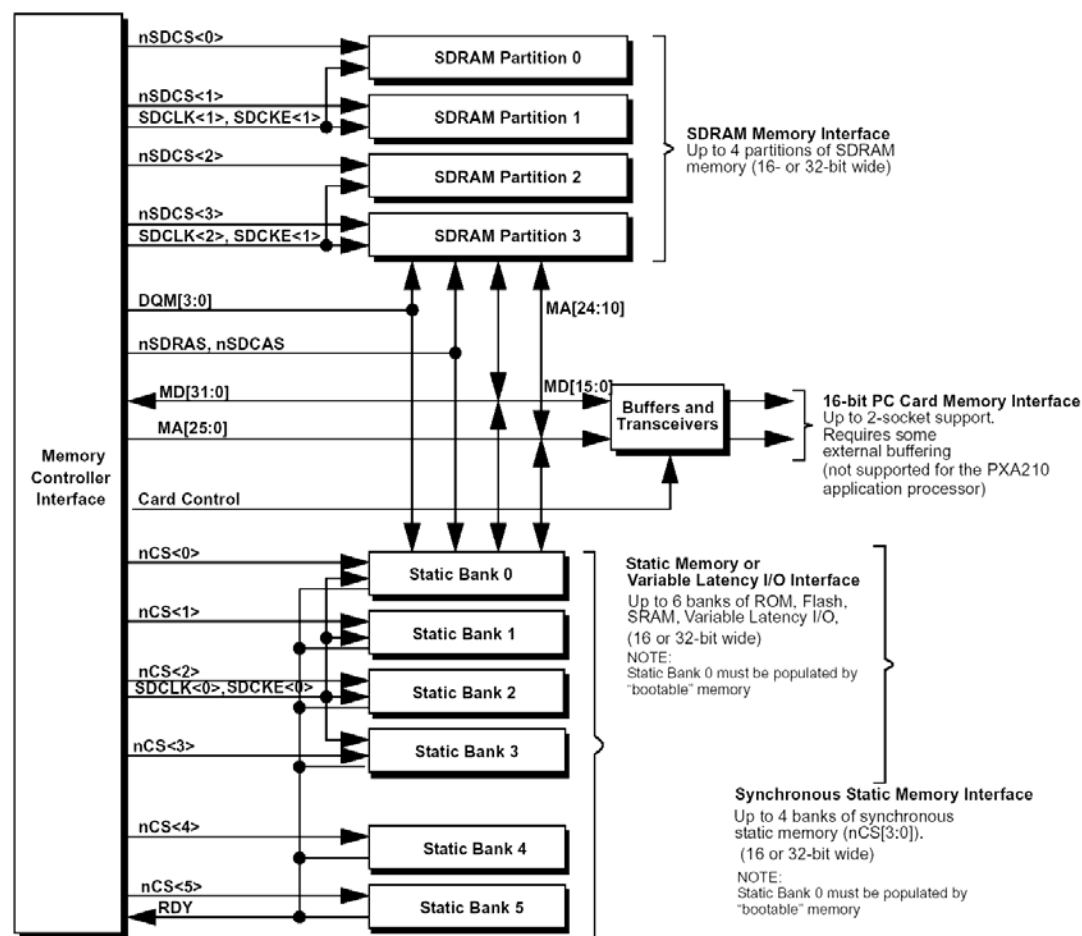 nSDCS<0>
SDRAM Partition 0
nSDCS<1>
SDCLK<1>, SDCKE<1>
SDRAM Partition 1
SDRAM Memory Interface
Up to 4 partitions of SDRAM
memory (16- or 32-bit wide)
nSDCS<2>
SDRAM Partition 2
nSDCS<3>
SDCLK<2>, SDCKE<1>
SDRAM Partition 3
DQM[3:0]
MA[24:10]
nSDRAS, nSDCAS
MD[31:0]
MD[15:0]
MA[25:0]
Buffers and
Transceivers
16-bit PC Card Memory Interface
Up to 2-socket support.
Requires some
external buffering
(not supported for the PXA210
application processor)
Memory
Controller
Interface
Card Control
nCS<0>
Static Bank 0
nCS<1>
Static Bank 1
nCS<2>
SDCLK<0>, SDCKE<0>
Static Bank 2
nCS<3>
Static Bank 3
nCS<4>
Static Bank 4
nCS<5>
RDY
Static Bank 5
Static Memory or
Variable Latency I/O Interface
Up to 6 banks of ROM, Flash,
SRAM, Variable Latency I/O,
(16 or 32-bit wide)
NOTE:
Static Bank 0 must be populated by
“bootable” memory
Synchronous Static Memory Interface
Up to 4 banks of synchronous
static memory (nCS[3:0]).
(16 or 32-bit wide)
NOTE:
Static Bank 0 must be populated by
“bootable” memory